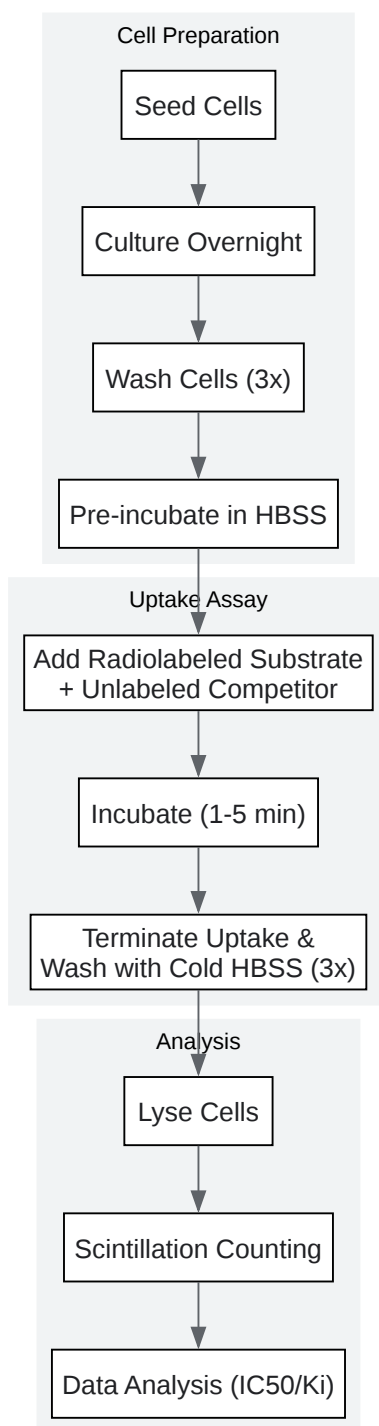 Cell Preparation
Seed Cells
Culture Overnight
Wash Cells (3x)
Pre-incubate in HBSS
Uptake Assay
Add Radiolabeled Substrate
+ Unlabeled Competitor
Incubate (1-5 min)
Terminate Uptake &
Wash with Cold HBSS (3x)
Analysis
Lyse Cells
Scintillation Counting
Data Analysis (IC50/Ki)